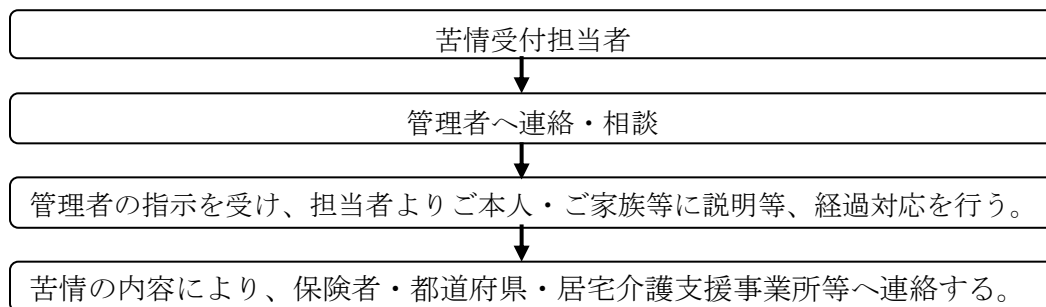 苦情受付担当者
管理者へ連絡・相談
管理者の指示を受け、担当者よりご本人・ご家族等に説明等、経過対応を行う。
苦情の内容により、保険者・都道府県・居宅介護支援事業所等へ連絡する。